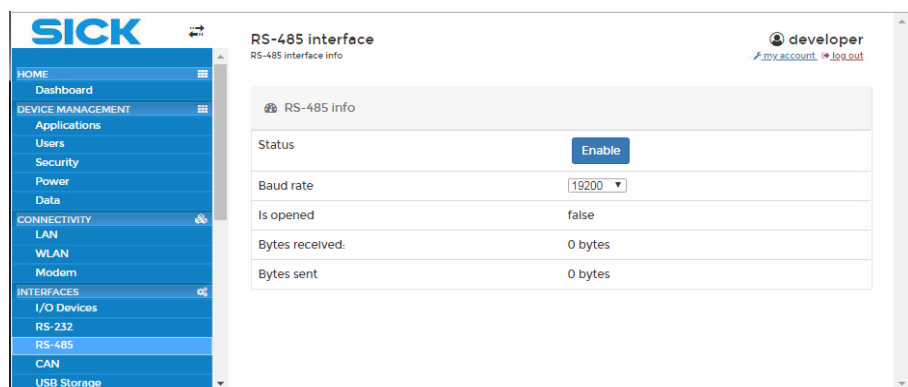 SICK
HOME
Dashboard
DEVICE MANAGEMENT
Applications
Users
Security
Power
Data
CONNECTIVITY
LAN
WLAN
Modem
INTERFACES
I/O Devices
RS-232
RS-485
CAN
USB Storage
RS-485 interface
RS-485 interface info
developer
my account log out
RS-485 info
Status Enable
Baud rate 19200
Is opened false
Bytes received: 0 bytes
Bytes sent 0 bytes